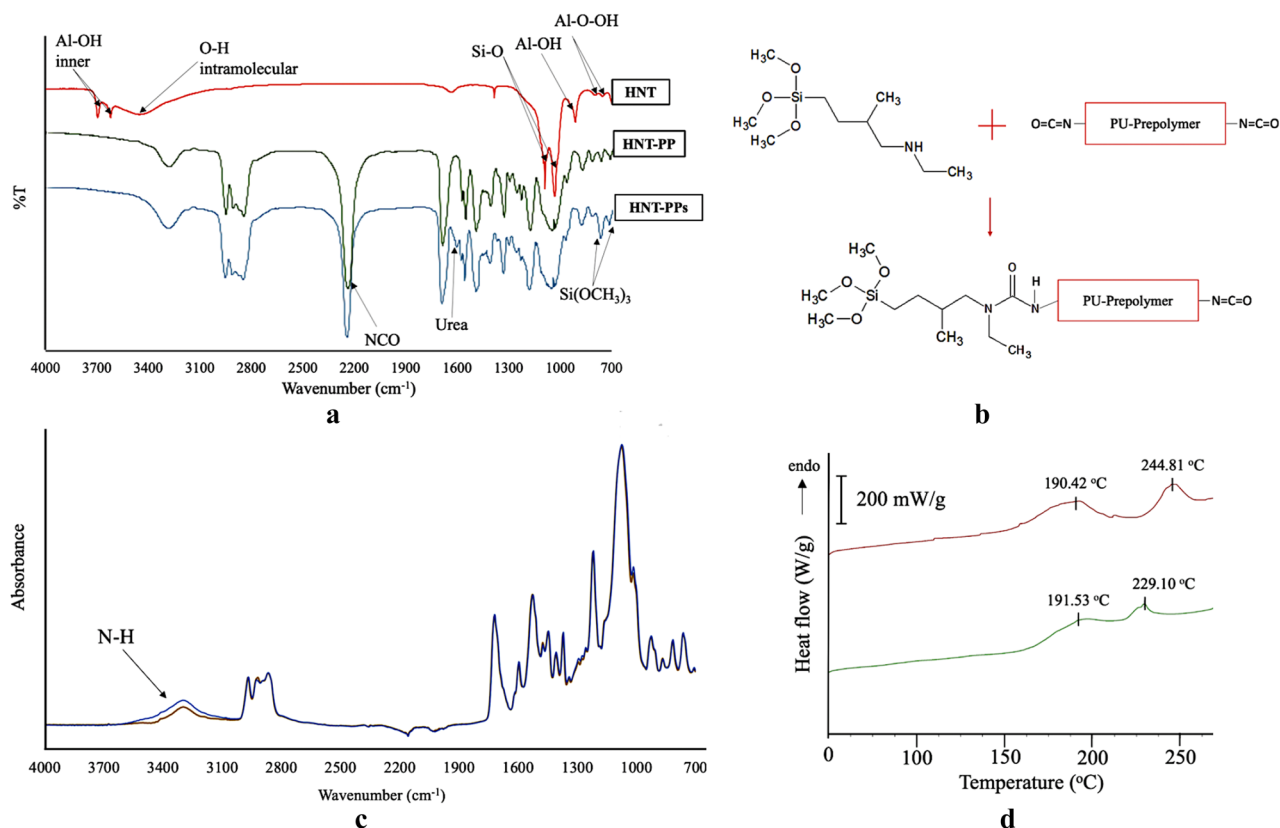 Al-OH
inner
O-H
intramolecular
Si-O
Al-OH
Al-O-OH
HNT
HNT-PP
HNT-PPs
%T
Urea
NCO
Si(OCH₃)₃
4000 3700 3400 3100 2800 2500 2200 1900 1600 1300 1000 700
Wavenumber (cm⁻¹)
a
H₃C
O
H₃C
O
Si
O
H₃C
CH₃
NH
CH₃
O=C=N
PU-Prepolymer
N=C=O
H₃C
O
H₃C
O
Si
O
H₃C
CH₃
N
O
H
N
CH₃
PU-Prepolymer
N=C=O
b
Absorbance
N-H
4000 3700 3400 3100 2800 2500 2200 1900 1600 1300 1000 700
Wavenumber (cm⁻¹)
c
endo
200 mW/g
Heat flow (W/g)
190.42 °C
244.81 °C
191.53 °C
229.10 °C
0 100 150 200 250
Temperature (°C)
d